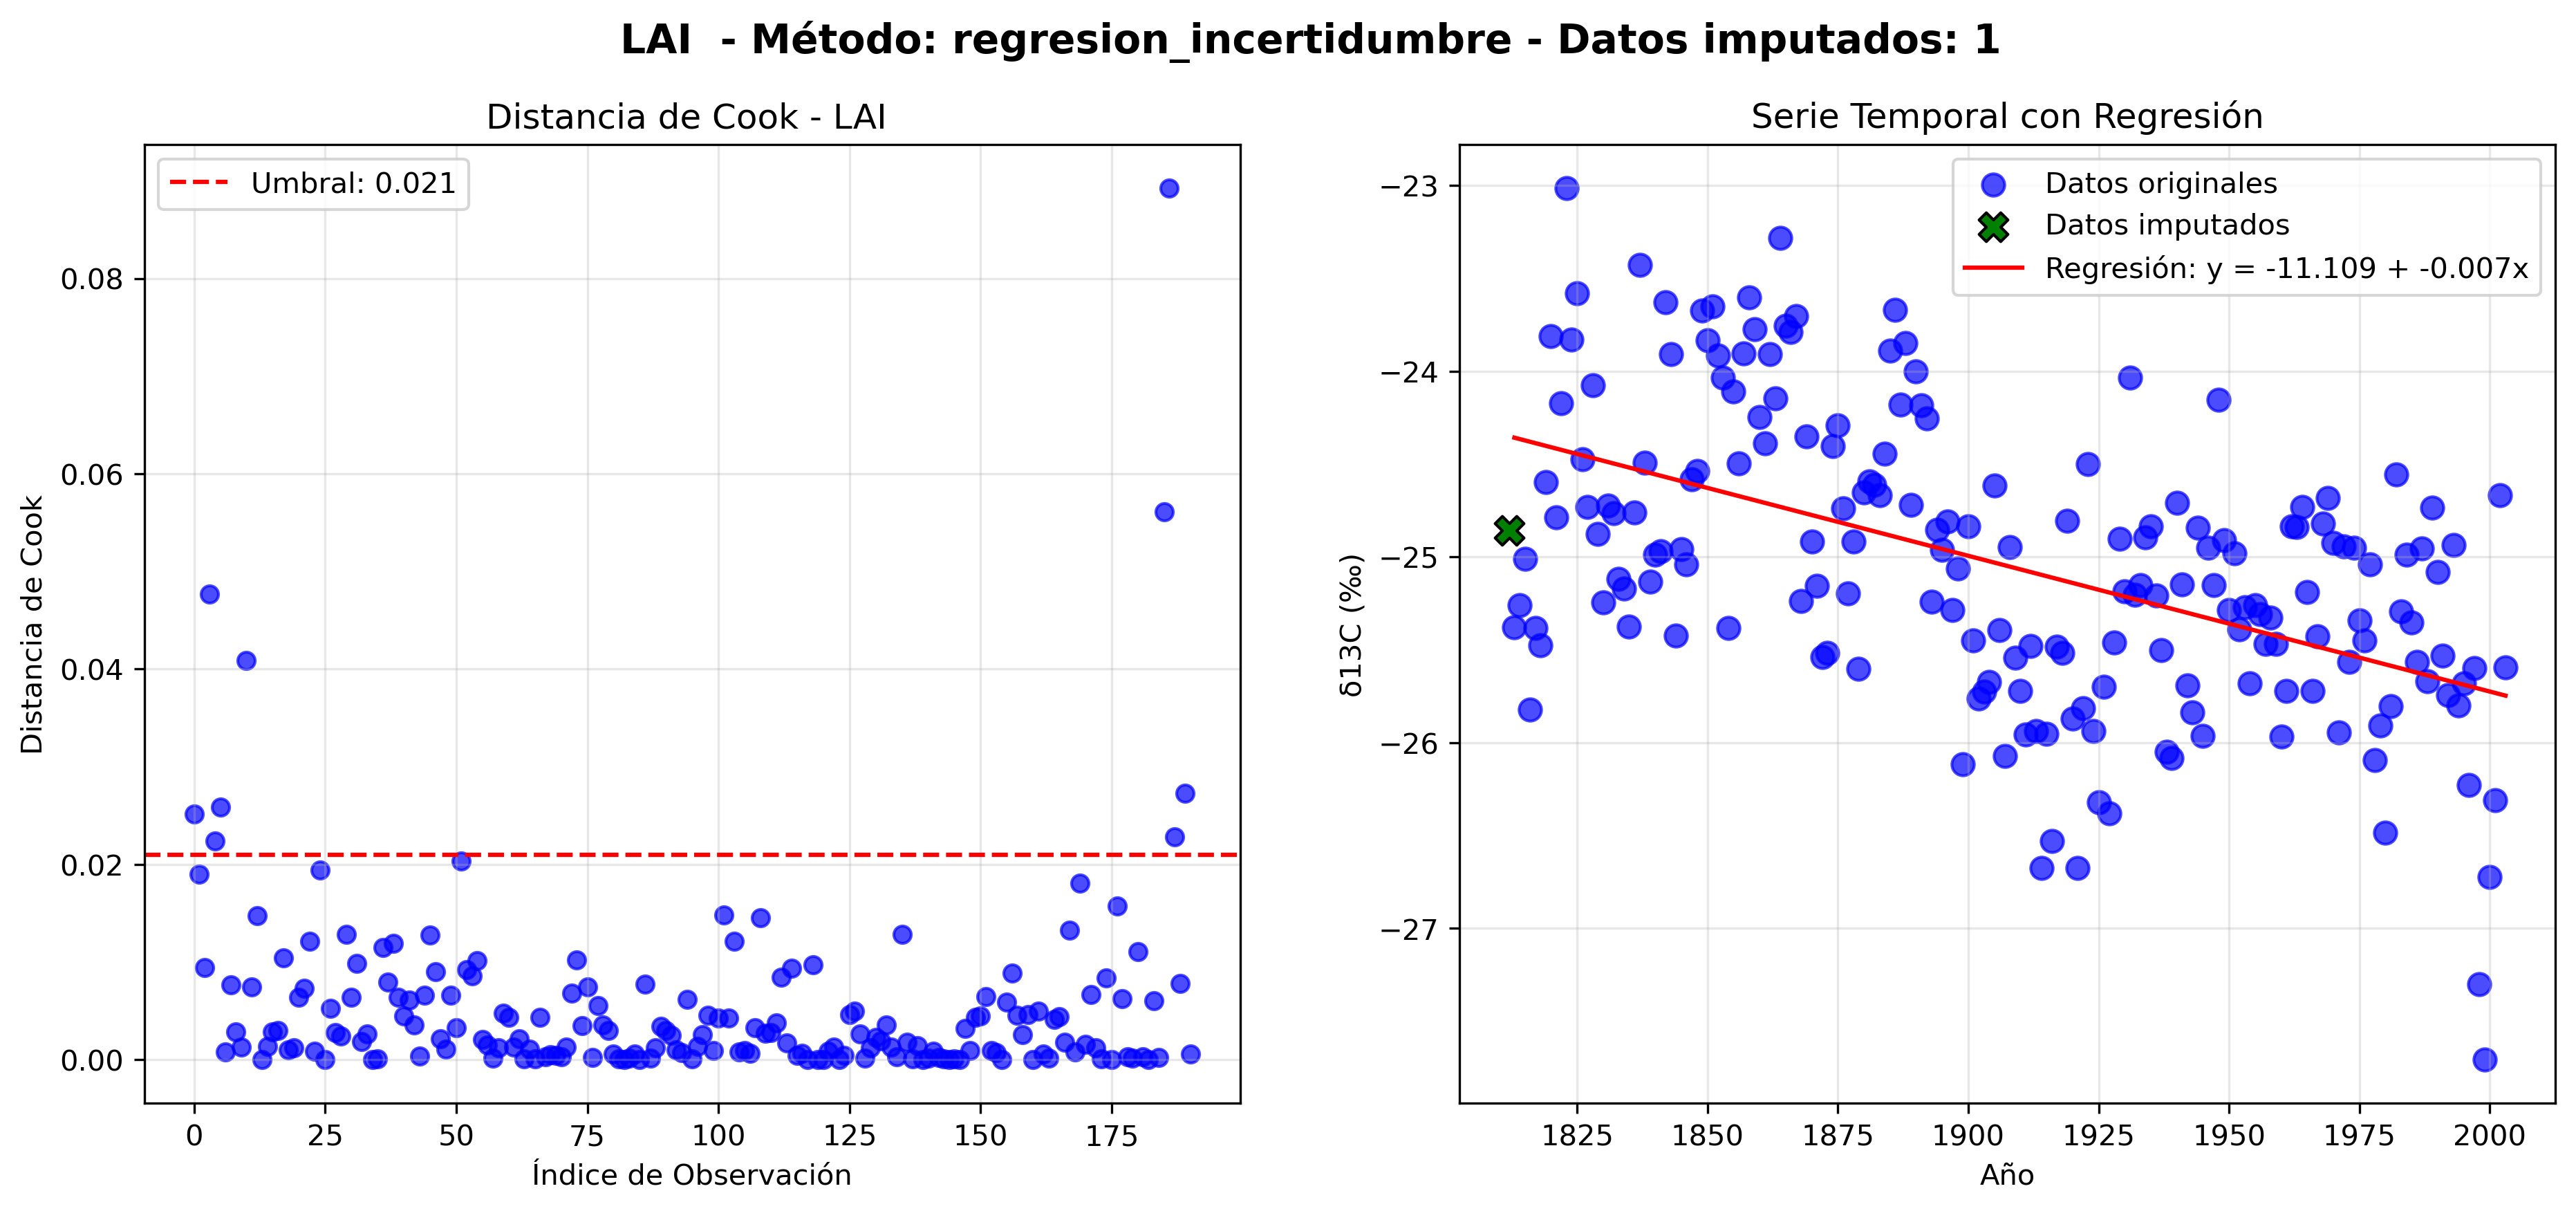 LAI  - Método: regresion_incertidumbre - Datos imputados: 1
Distancia de Cook - LAI
Umbral: 0.021
0.08
0.06
0.04
0.02
0.00
Distancia de Cook
0
25
50
75
100
125
150
175
Índice de Observación
Serie Temporal con Regresión
Datos originales
Datos imputados
Regresión: y = -11.109 + -0.007x
−23
−24
−25
−26
−27
δ13C (‰)
1825
1850
1875
1900
1925
1950
1975
2000
Año